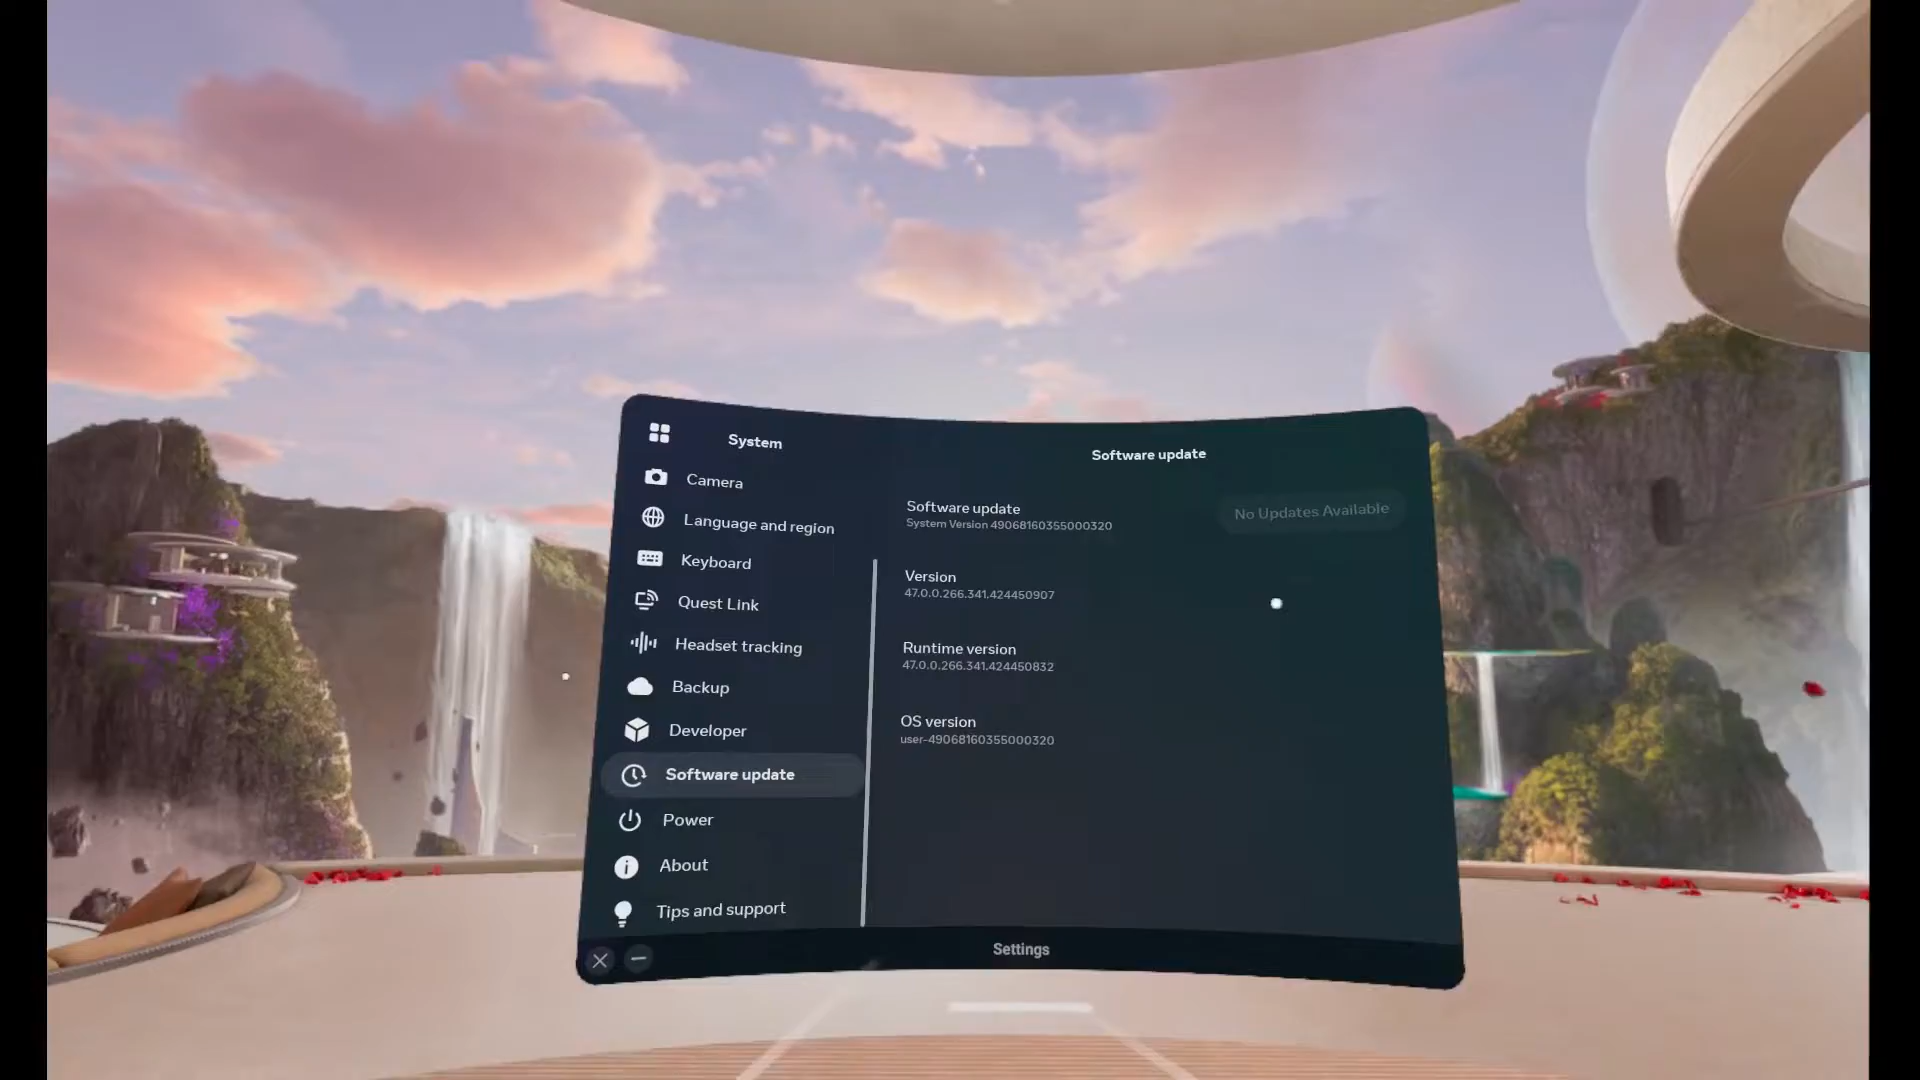 System
Camera
Language and region
Keyboard
Quest Link
Headset tracking
Backup
Developer
Software update
Power
About
Tips and support
Software update
Software update
System Version 49068160355000320
No Updates Available
Version
47.0.0.266.341.424450907
Runtime version
47.0.0.266.341.424450832
OS version
user-49068160355000320
Settings